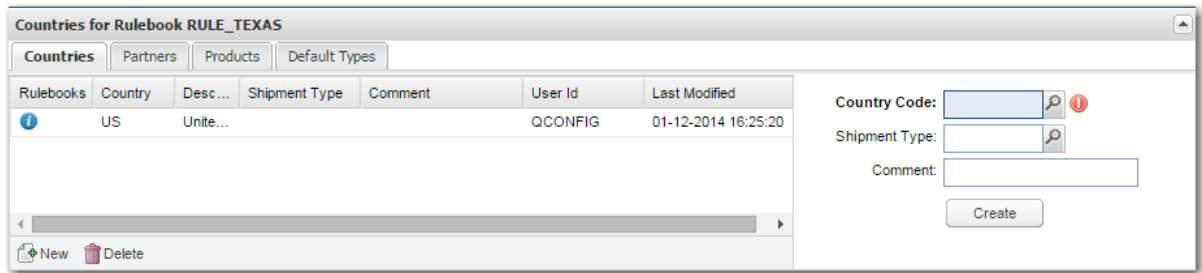 Countries for Rulebook RULE_TEXAS
Countries Partners Products Default Types
Rulebooks Country Desc... Shipment Type Comment User Id Last Modified
US Unite... QCONFIG 01-12-2014 16:25:20
New Delete
Country Code:
Shipment Type:
Comment:
Create